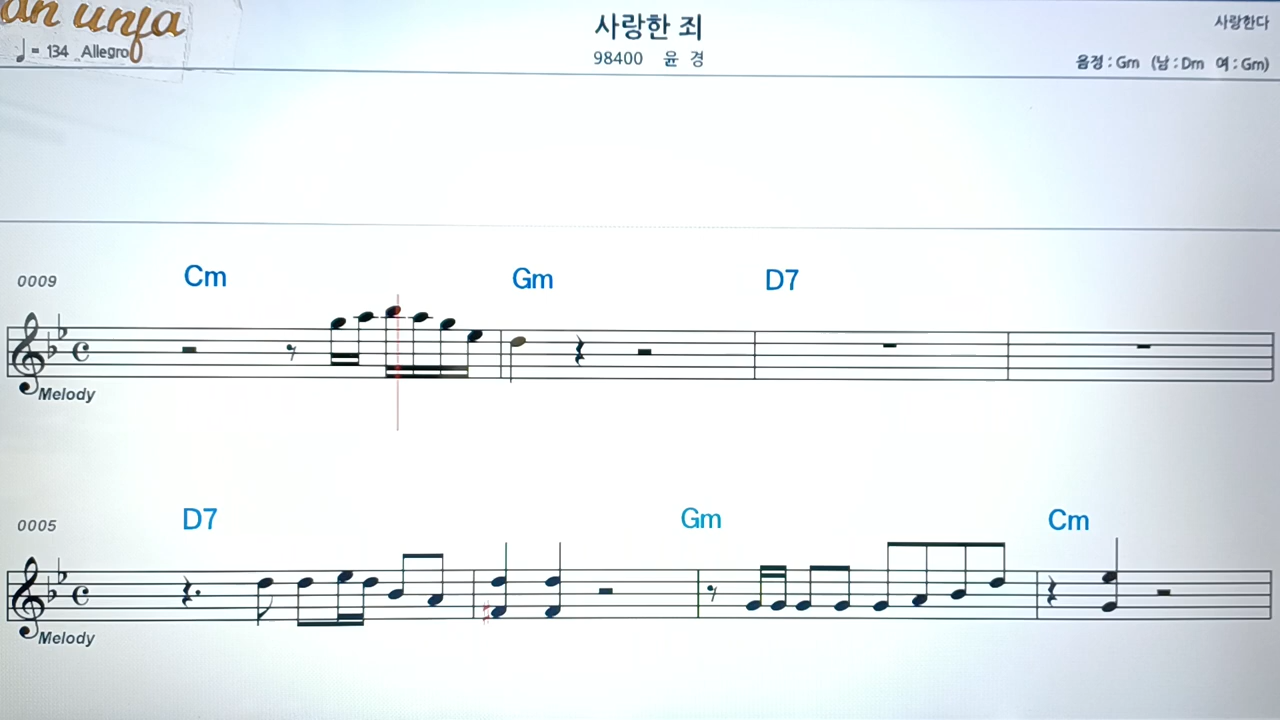 an unfa
♩ = 134 Allegro
사랑한 죄
98400 윤 경
사랑한다
음정 : Gm (남 : Dm 여 : Gm)
0009 Cm Gm D7
Melody
0005 D7 Gm Cm
Melody